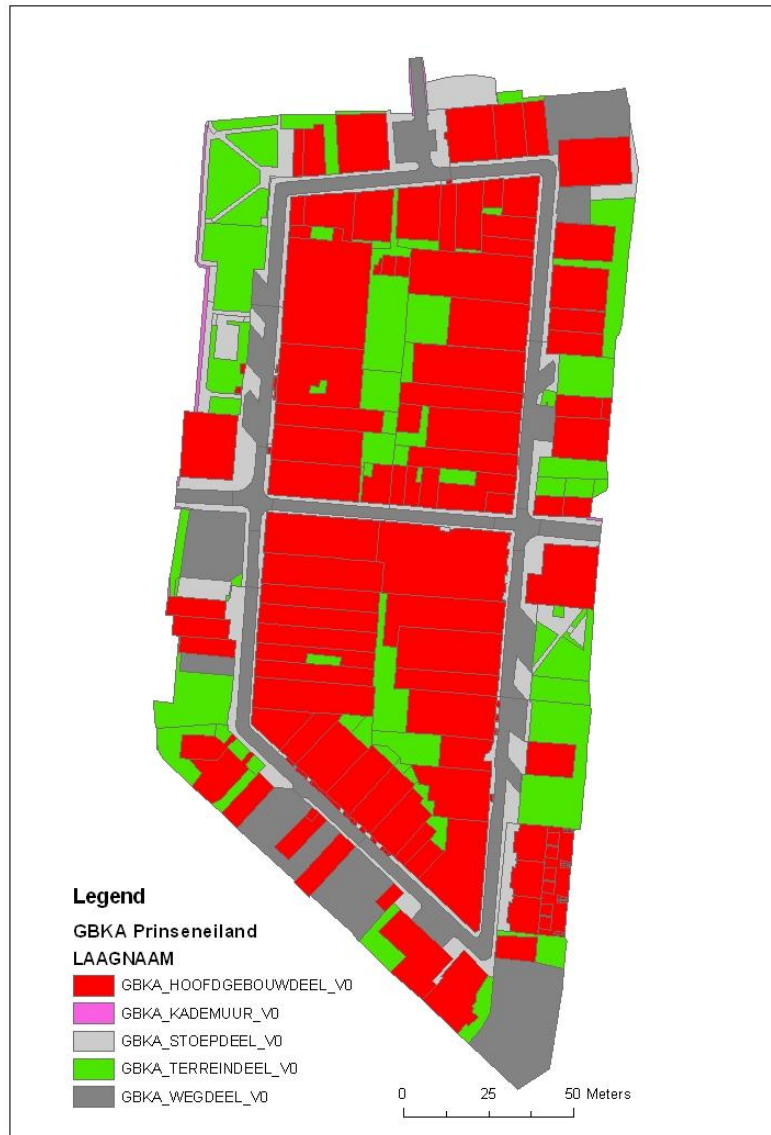 Legend
GBKA Prinseneiland
LAAGNAAM
GBKA_HOOFDGEBOUWDEEL_V0
GBKA_KADEMUUR_V0
GBKA_STOEPDEEL_V0
GBKA_TERREINDEEL_V0
GBKA_WEGDEEL_V0
0 25 50 Meters